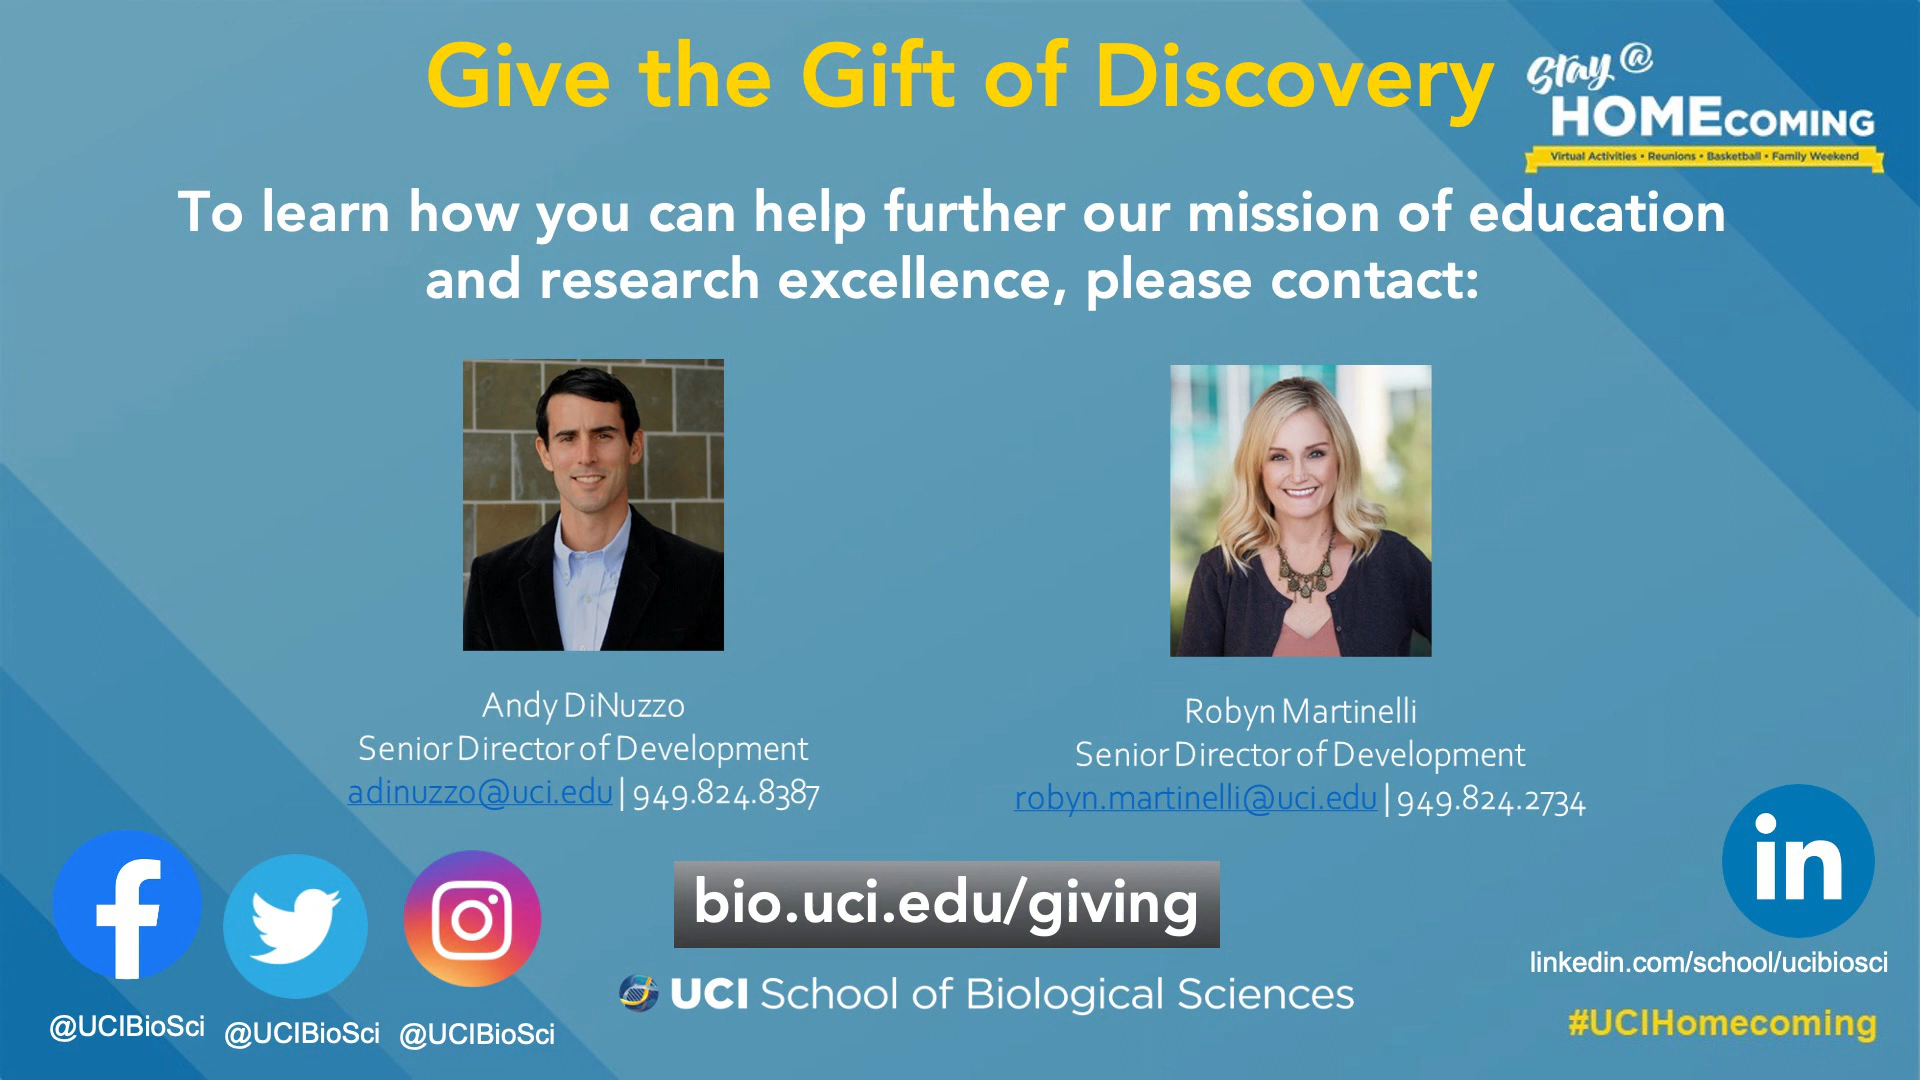 Give the Gift of Discovery
Stay @
HOMECOMING
Virtual Activities • Reunions • Basketball • Family Weekend
To learn how you can help further our mission of education
and research excellence, please contact:
Andy DiNuzzo
Senior Director of Development
adinuzzo@uci.edu | 949.824.8387
Robyn Martinelli
Senior Director of Development
robyn.martinelli@uci.edu | 949.824.2734
bio.uci.edu/giving
UCI School of Biological Sciences
@UCIBioSci
@UCIBioSci
@UCIBioSci
in
linkedin.com/school/ucibiosci
#UCIHomecoming